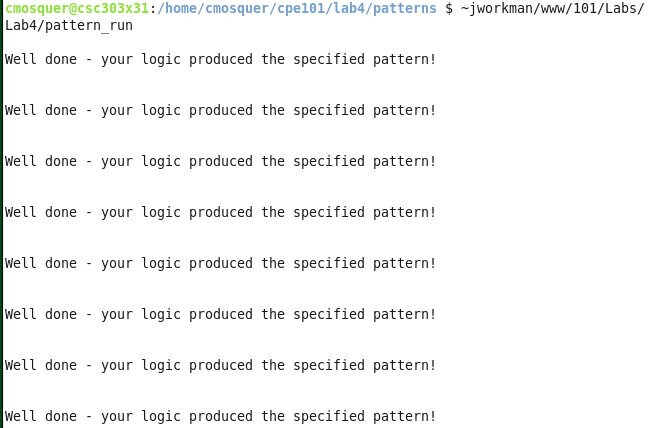 cmosquer@csc303x31:/home/cmosquer/cpe101/lab4/patterns $ ~jworkman/www/101/Labs/
Lab4/pattern_run
Well done - your logic produced the specified pattern!
Well done - your logic produced the specified pattern!
Well done - your logic produced the specified pattern!
Well done - your logic produced the specified pattern!
Well done - your logic produced the specified pattern!
Well done - your logic produced the specified pattern!
Well done - your logic produced the specified pattern!
Well done - your logic produced the specified pattern!